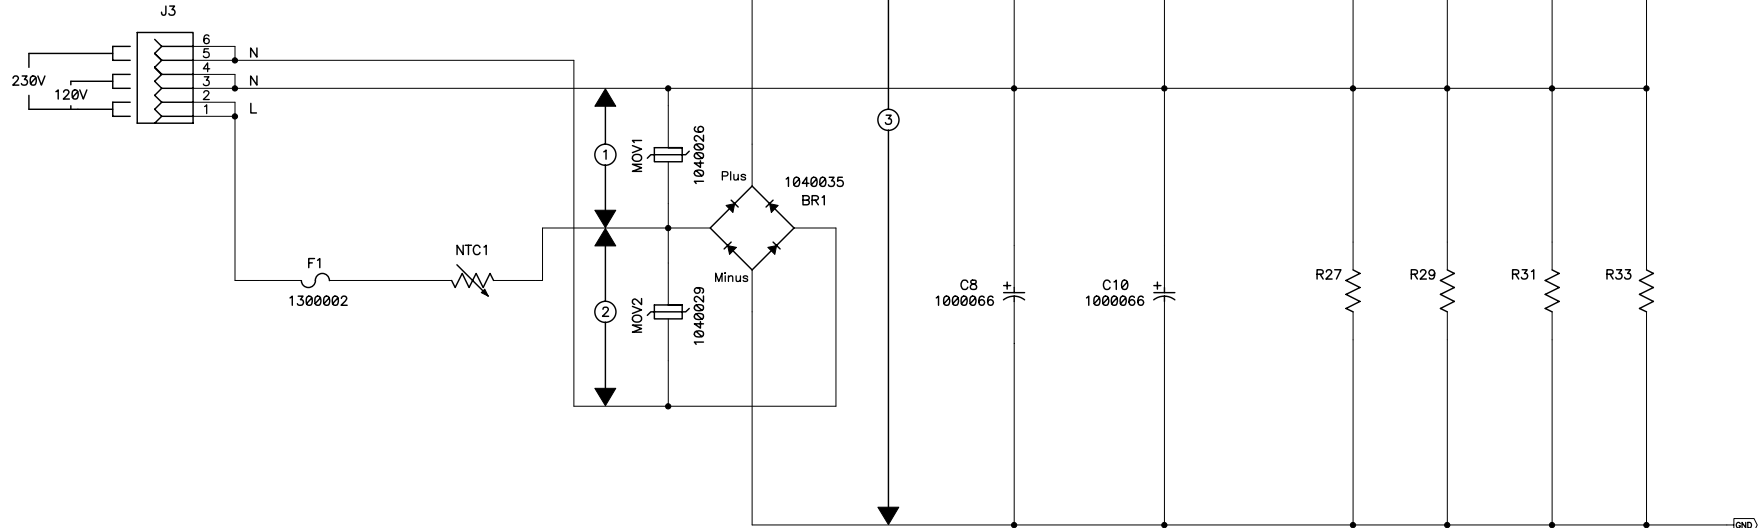 J3
6
5
4
3
2
1
N
N
L
230V
120V
F1
1300002
NTC1
1
2
3
MOV1
1040026
MOV2
1040029
Plus
Minus
1040035
BR1
C8
1000066
+
C10
1000066
+
R27
R29
R31
R33
GND